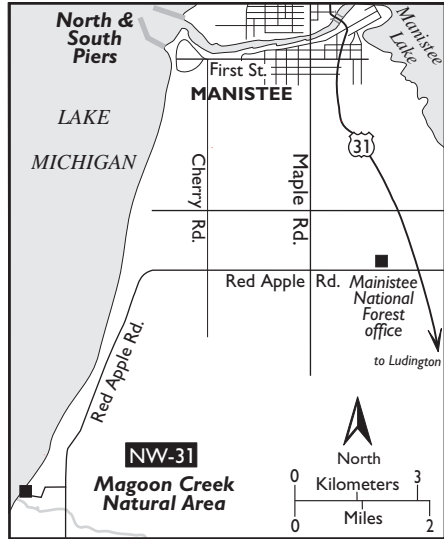 North &
South
Piers
Manistee
Lake
First St.
MANISTEE
LAKE
MICHIGAN
31
Cherry Rd.
Maple Rd.
Red Apple Rd.
Mainistee
National
Forest
office
to Ludington
Red Apple Rd.
NW-31
Magoon Creek
Natural Area
North
Kilometers
0 3
0 2
Miles